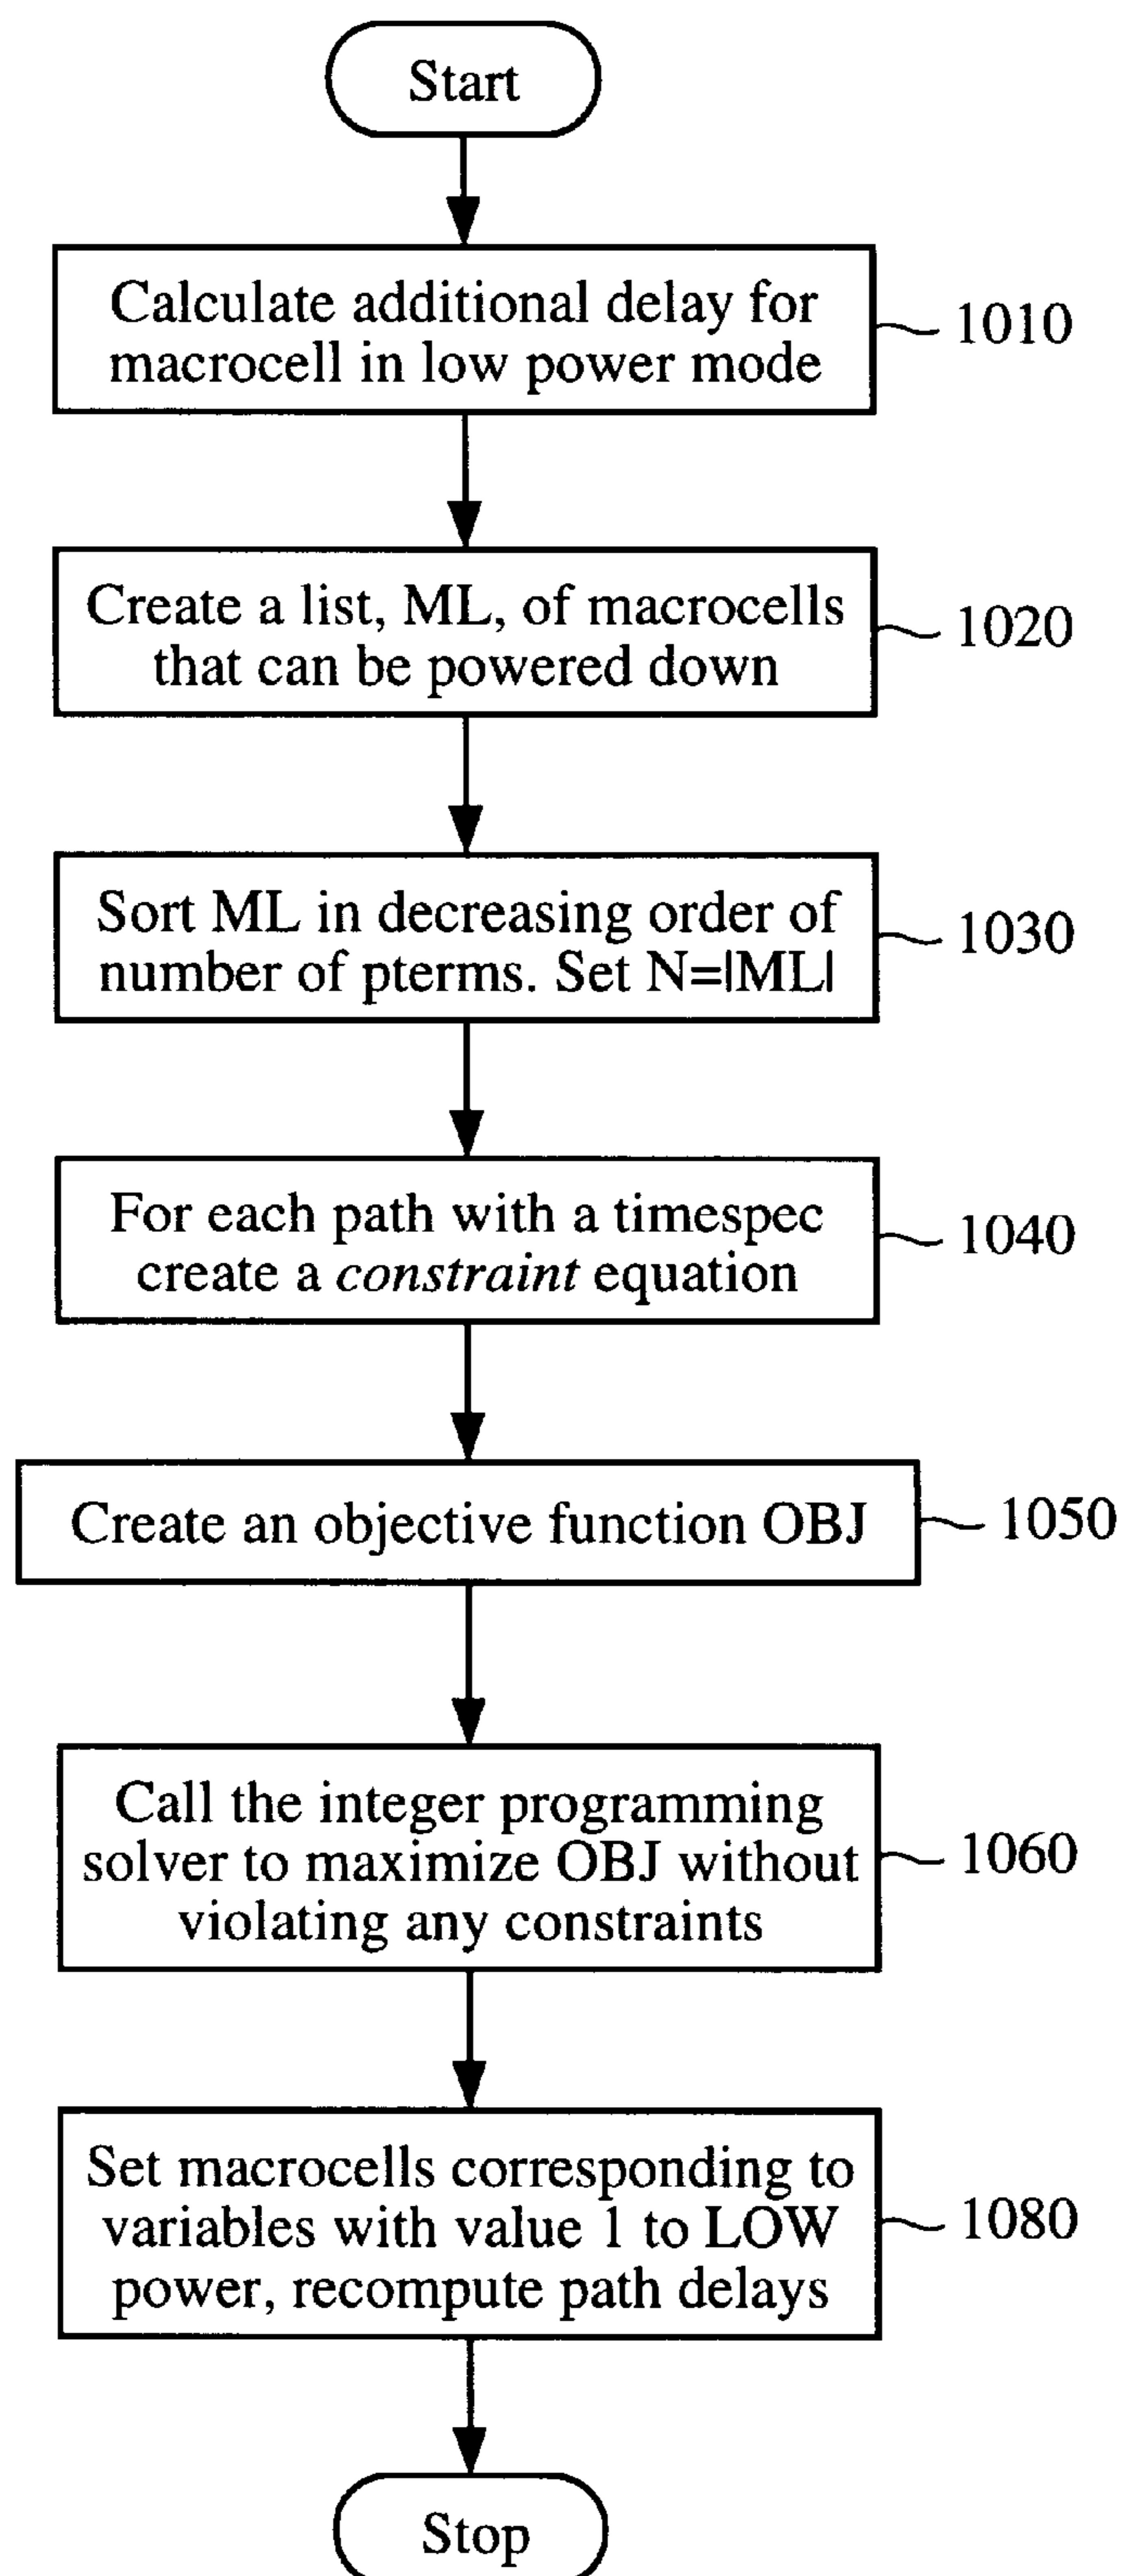 Start
Calculate additional delay for
macrocell in low power mode
1010
Create a list, ML, of macrocells
that can be powered down
1020
Sort ML in decreasing order of
number of pterms. Set N=|ML|
1030
For each path with a timespec
create a constraint equation
1040
Create an objective function OBJ
1050
Call the integer programming
solver to maximize OBJ without
violating any constraints
1060
Set macrocells corresponding to
variables with value 1 to LOW
power, recompute path delays
1080
Stop